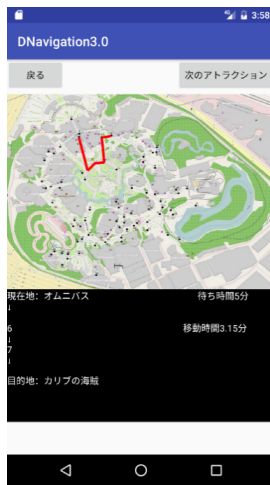 3:58
DNavigation3.0
戻る 次のアトラクション
現在地: オムニバス 待ち時間5分
↓
6 移動時間3.15分
↓
7
↓
目的地: カリブの海賊